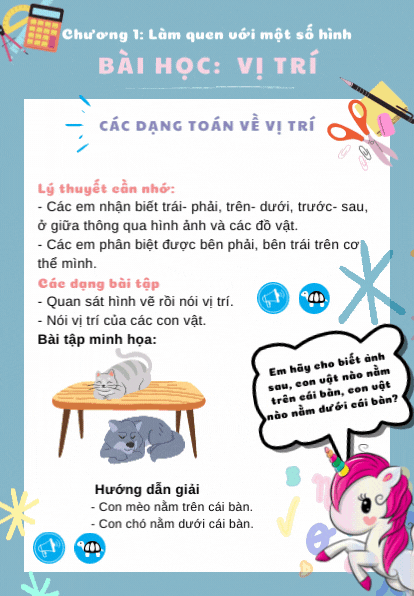 Chương 1: Làm quen với một số hình
BÀI HỌC: VỊ TRÍ
CÁC DẠNG TOÁN VỀ VỊ TRÍ
Lý thuyết cần nhớ:
- Các em nhận biết trái- phải, trên- dưới, trước- sau,
ở giữa thông qua hình ảnh và các đồ vật.
- Các em phân biệt được bên phải, bên trái trên cơ
thể mình.
Các dạng bài tập
- Quan sát hình vẽ rồi nói vị trí.
- Nói vị trí của các con vật.
Bài tập minh họa:
Em hãy cho biết ảnh
sau, con vật nào nằm
trên cái bàn, con vật
nào nằm dưới cái bàn?
Hướng dẫn giải
- Con mèo nằm trên cái bàn.
- Con chó nằm dưới cái bàn.